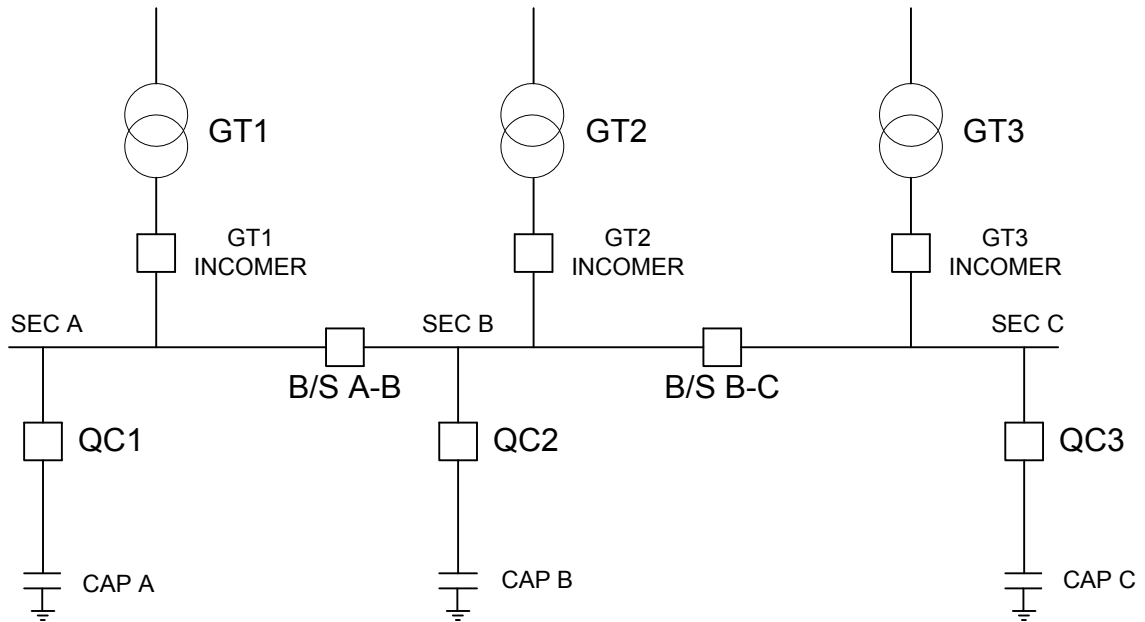 GT1
GT2
GT3
GT1
INCOMER
GT2
INCOMER
GT3
INCOMER
SEC A
SEC B
SEC C
B/S A-B
B/S B-C
QC1
QC2
QC3
CAP A
CAP B
CAP C